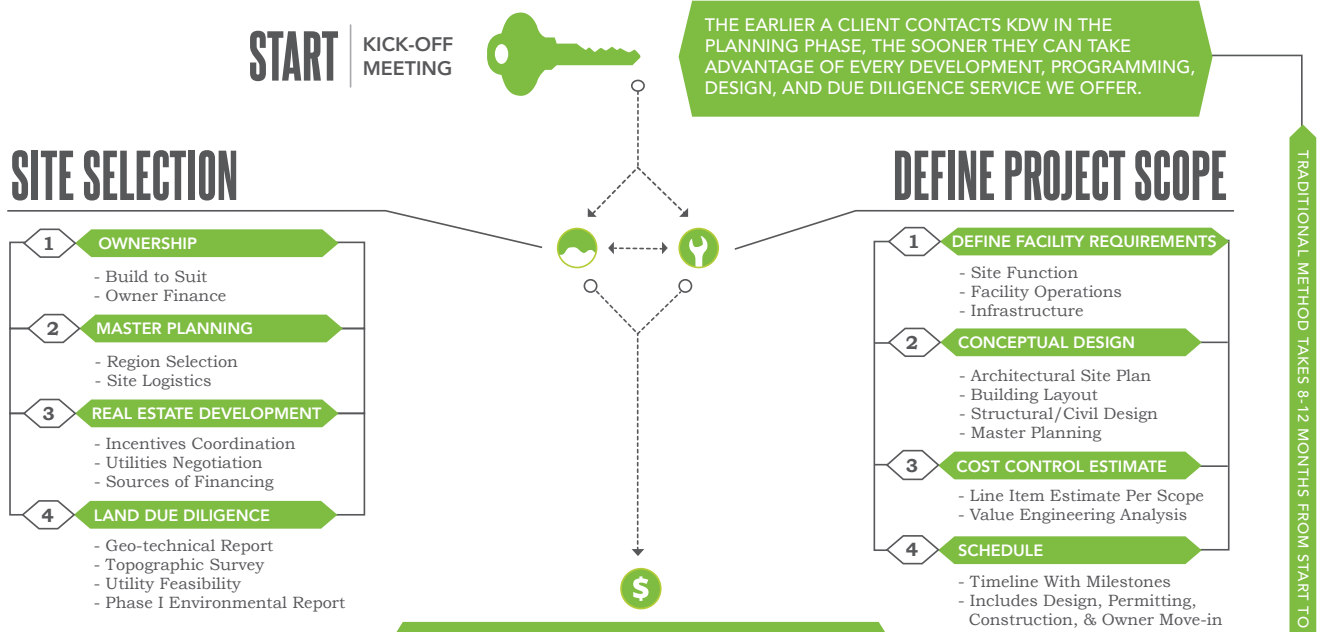 START
KICK-OFF
MEETING
THE EARLIER A CLIENT CONTACTS KDW IN THE
PLANNING PHASE, THE SOONER THEY CAN TAKE
ADVANTAGE OF EVERY DEVELOPMENT, PROGRAMMING,
DESIGN, AND DUE DILIGENCE SERVICE WE OFFER.
SITE SELECTION
1 OWNERSHIP
- Build to Suit
- Owner Finance
2 MASTER PLANNING
- Region Selection
- Site Logistics
3 REAL ESTATE DEVELOPMENT
- Incentives Coordination
- Utilities Negotiation
- Sources of Financing
4 LAND DUE DILIGENCE
- Geo-technical Report
- Topographic Survey
- Utility Feasibility
- Phase I Environmental Report
$
DEFINE PROJECT SCOPE
1 DEFINE FACILITY REQUIREMENTS
- Site Function
- Facility Operations
- Infrastructure
2 CONCEPTUAL DESIGN
- Architectural Site Plan
- Building Layout
- Structural/Civil Design
- Master Planning
3 COST CONTROL ESTIMATE
- Line Item Estimate Per Scope
- Value Engineering Analysis
4 SCHEDULE
- Timeline With Milestones
- Includes Design, Permitting,
Construction, & Owner Move-in
TRADITIONAL METHOD TAKES 8-12 MONTHS FROM START TO